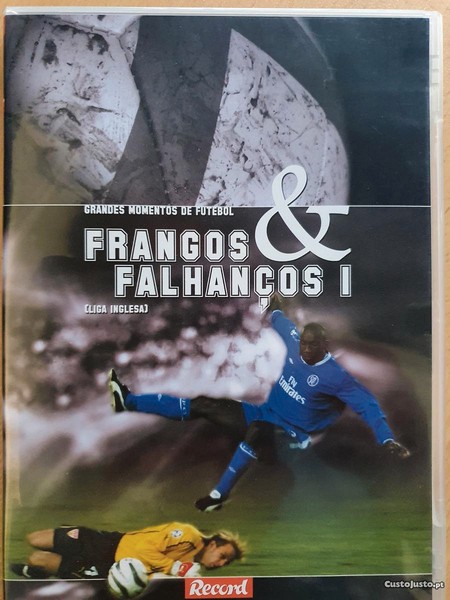 GRANDES MOMENTOS DE FUTEBOL
&
FRANGOS
FALHANÇOS I
(LIGA INGLESA)
Fly
Emirates
Record
CustoJusto.pt